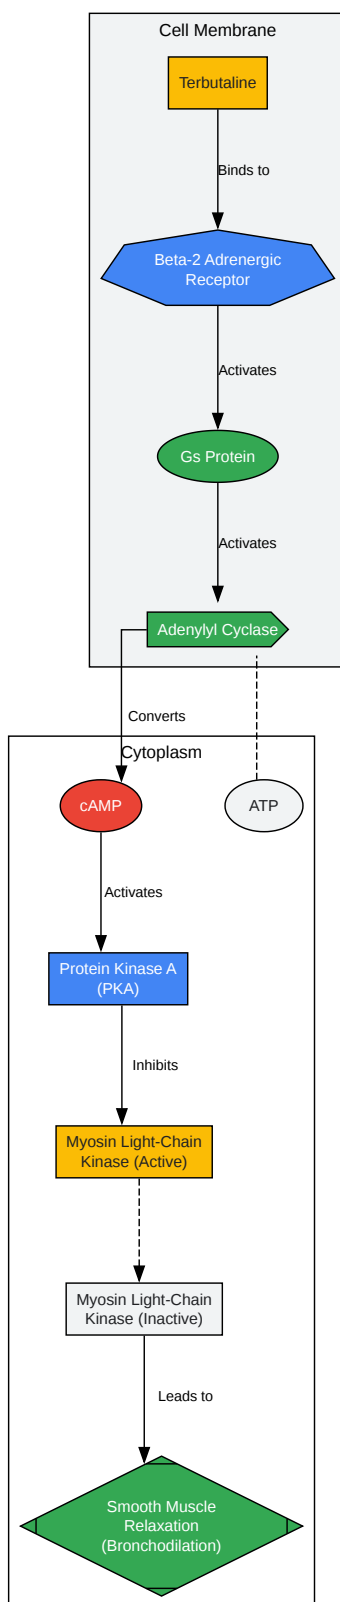 Cell Membrane
Terbutaline
Binds to
Beta-2 Adrenergic
Receptor
Activates
Gs Protein
Activates
Adenylyl Cyclase
Converts
Cytoplasm
cAMP
ATP
Activates
Protein Kinase A
(PKA)
Inhibits
Myosin Light-Chain
Kinase (Active)
Myosin Light-Chain
Kinase (Inactive)
Leads to
Smooth Muscle
Relaxation
(Bronchodilation)